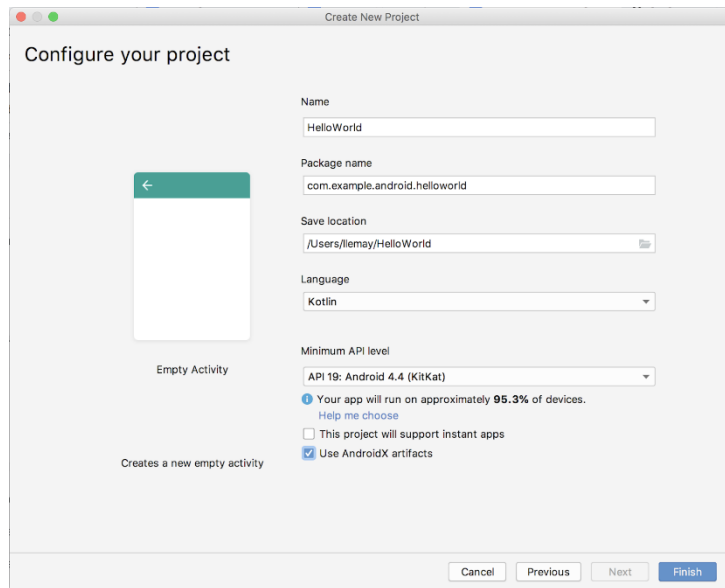 Create New Project
Configure your project
Name
HelloWorld
Package name
com.example.android.helloworld
Save location
/Users/llemay/HelloWorld
Language
Kotlin
Empty Activity
Creates a new empty activity
Minimum API level
API 19: Android 4.4 (KitKat)
Your app will run on approximately 95.3% of devices.
Help me choose
This project will support instant apps
Use AndroidX artifacts
Cancel
Previous
Next
Finish